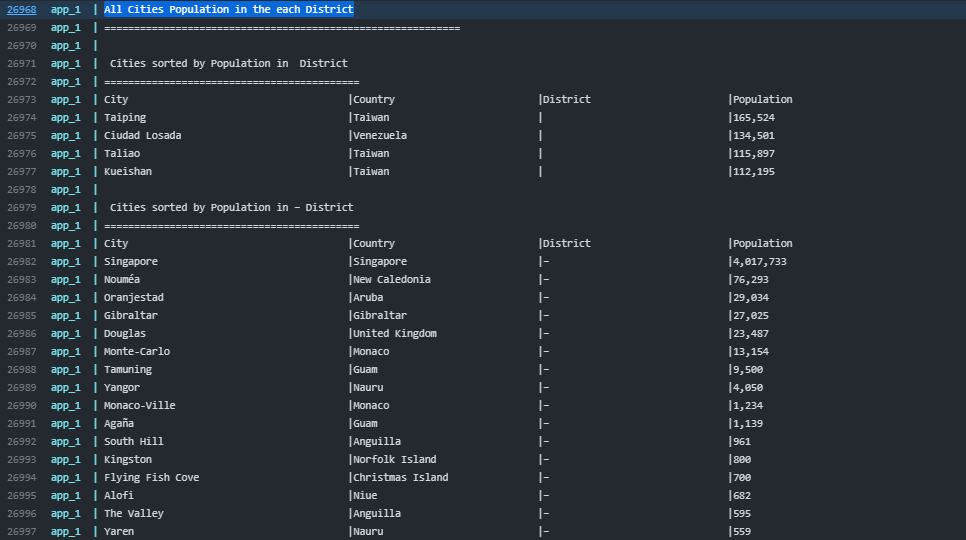 26968 app_1 | All Cities Population in the each District
26969 app_1 | ============================================================
26970 app_1 |
26971 app_1 | Cities sorted by Population in  District
26972 app_1 | ===========================================
26973 app_1 | City |Country |District |Population
26974 app_1 | Taiping |Taiwan | |165,524
26975 app_1 | Ciudad Losada |Venezuela | |134,501
26976 app_1 | Taliao |Taiwan | |115,897
26977 app_1 | Kueishan |Taiwan | |112,195
26978 app_1 |
26979 app_1 | Cities sorted by Population in – District
26980 app_1 | ===========================================
26981 app_1 | City |Country |District |Population
26982 app_1 | Singapore |Singapore |– |4,017,733
26983 app_1 | Nouméa |New Caledonia |– |76,293
26984 app_1 | Oranjestad |Aruba |– |29,034
26985 app_1 | Gibraltar |Gibraltar |– |27,025
26986 app_1 | Douglas |United Kingdom |– |23,487
26987 app_1 | Monte-Carlo |Monaco |– |13,154
26988 app_1 | Tamuning |Guam |– |9,500
26989 app_1 | Yangor |Nauru |– |4,050
26990 app_1 | Monaco-Ville |Monaco |– |1,234
26991 app_1 | Agaña |Guam |– |1,139
26992 app_1 | South Hill |Anguilla |– |961
26993 app_1 | Kingston |Norfolk Island |– |800
26994 app_1 | Flying Fish Cove |Christmas Island |– |700
26995 app_1 | Alofi |Niue |– |682
26996 app_1 | The Valley |Anguilla |– |595
26997 app_1 | Yaren |Nauru |– |559